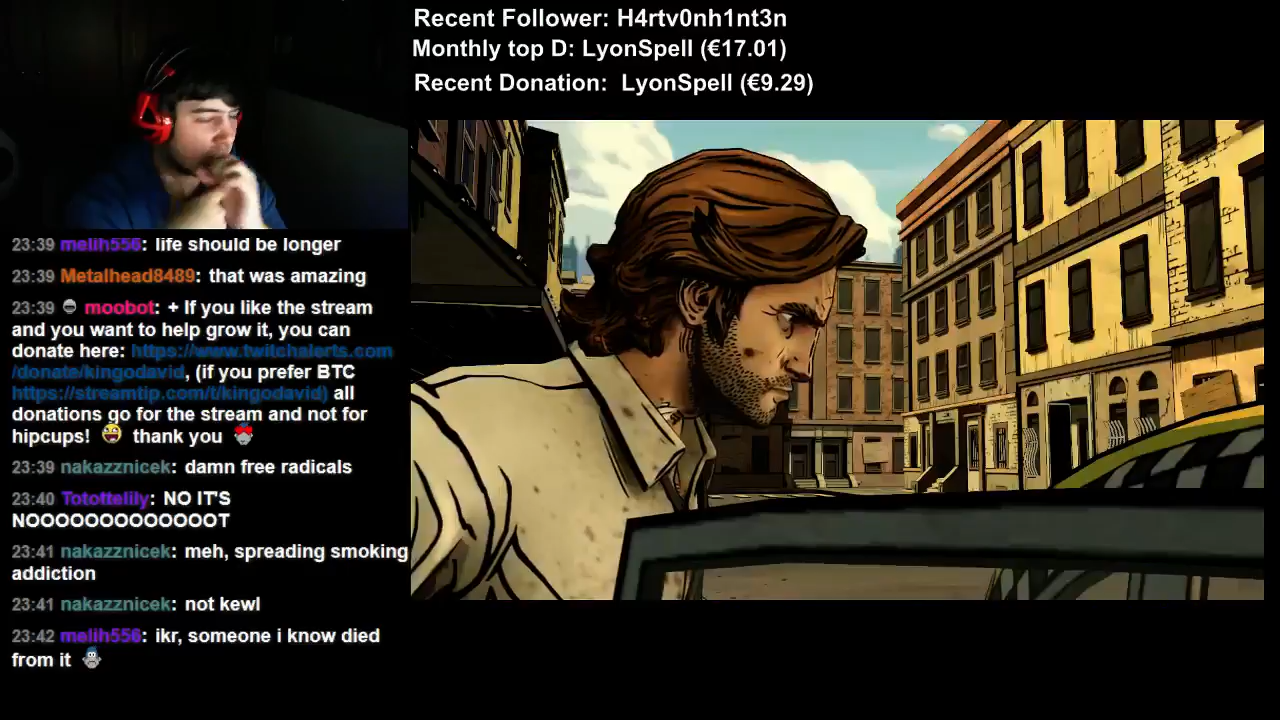 Recent Follower: H4rtv0nh1nt3n
Monthly top D: LyonSpell (€17.01)
Recent Donation: LyonSpell (€9.29)
23:39 melih556: life should be longer
23:39 Metalhead8489: that was amazing
23:39 moobot: + If you like the stream
and you want to help grow it, you can
donate here: https://www.twitchalerts.com
/donate/kingodavid, (if you prefer BTC
https://streamtip.com/t/kingodavid) all
donations go for the stream and not for
hipcups! thank you
23:39 nakazznicek: damn free radicals
23:40 Totottelily: NO IT'S
NOOOOOOOOOOOOOT
23:41 nakazznicek: meh, spreading smoking
addiction
23:41 nakazznicek: not kewl
23:42 melih556: ikr, someone i know died
from it